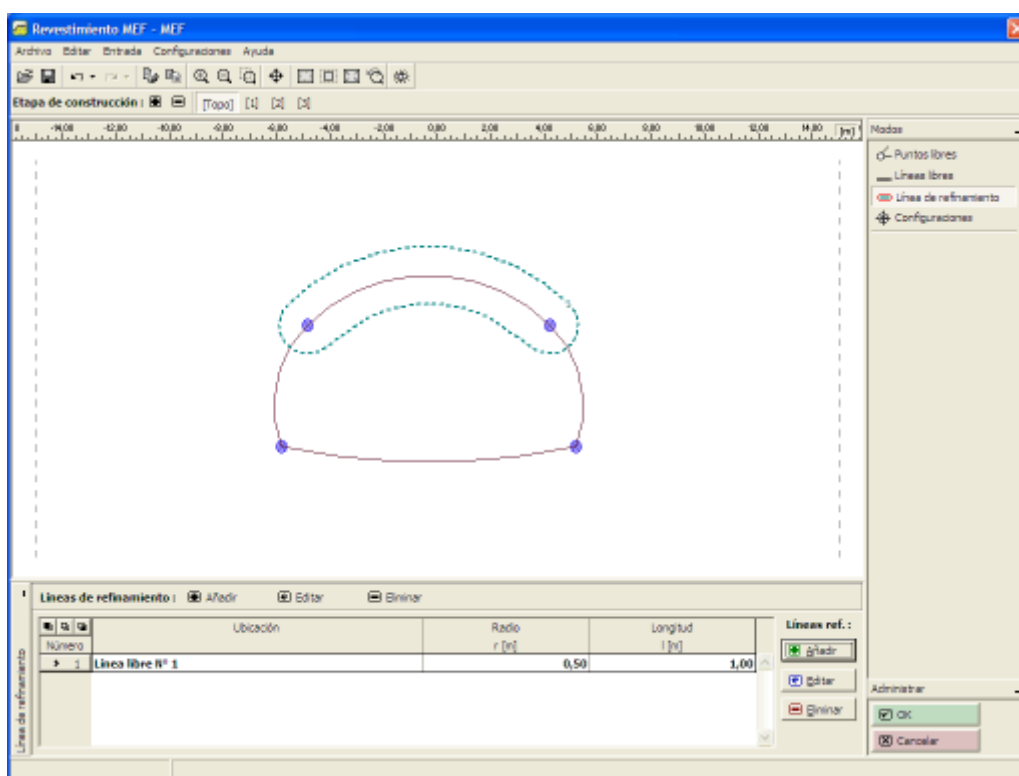 Revestimiento MEF - MEF
Archivo Editar Entrada Configuraciones Ayuda
Etapa de construcción : [Topo] [1] [2] [3]
-14,00 -12,00 -10,00 -8,00 -6,00 -4,00 -2,00 0,00 2,00 4,00 6,00 8,00 10,00 12,00 14,00 [m]
Modos
Puntos libres
Líneas libres
Línea de refinamiento
Configuraciones
Líneas de refinamiento : Añadir Editar Eliminar
Número
Ubicación
Radio
r [m]
Longitud
l [m]
1 Línea libre Nº 1 0,50 1,00
Líneas ref. :
Añadir
Editar
Eliminar
Línea de refinamiento
Administrar
OK
Cancelar